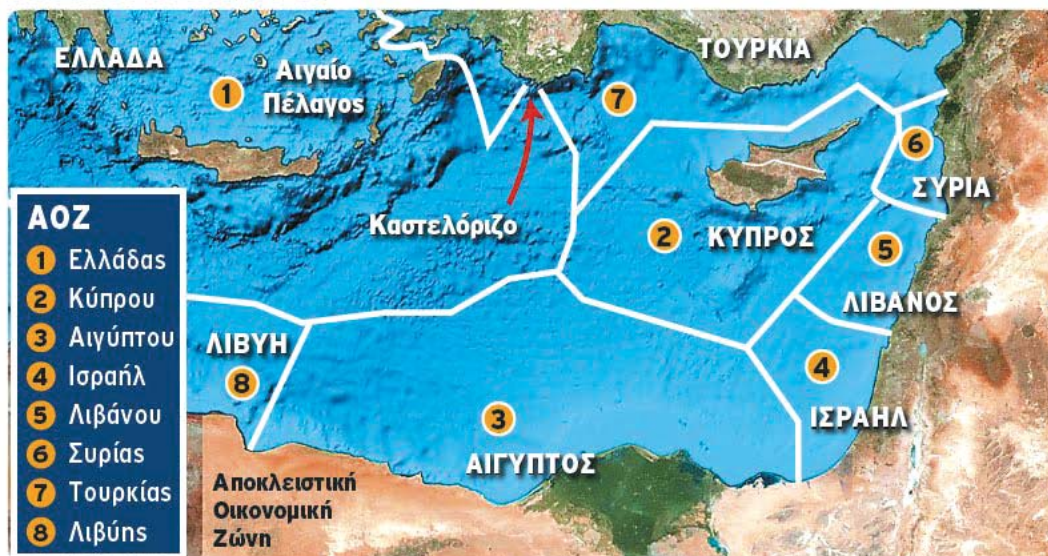 ΕΛΛΑΔΑ
1
Αιγαίο
Πέλαγος
7
ΤΟΥΡΚΙΑ
6
ΣΥΡΙΑ
Καστελόριζο
2
ΚΥΠΡΟΣ
5
ΛΙΒΑΝΟΣ
ΛΙΒΥΗ
8
3
ΑΙΓΥΠΤΟΣ
4
ΙΣΡΑΗΛ
ΑΟΖ
1 Ελλάδας
2 Κύπρου
3 Αιγύπτου
4 Ισραήλ
5 Λιβάνου
6 Συρίας
7 Τουρκίας
8 Λιβύης
Αποκλειστική
Οικονομική
Ζώνη